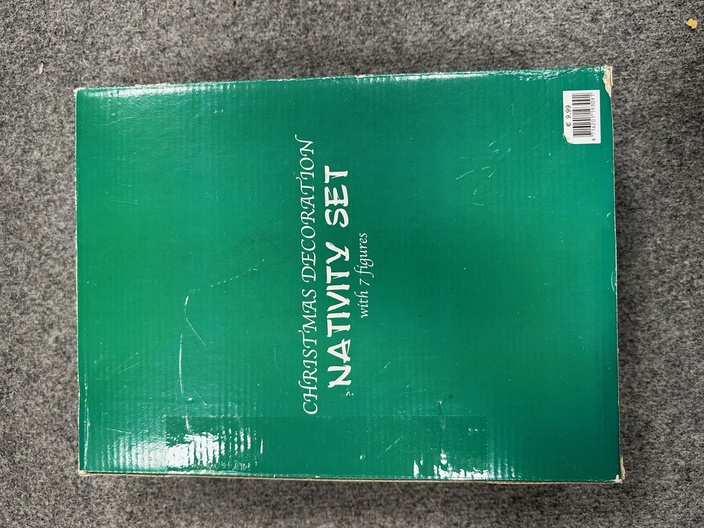 CHRISTMAS DECORATION
NATIVITY SET
with 7 figures
€ 9.99